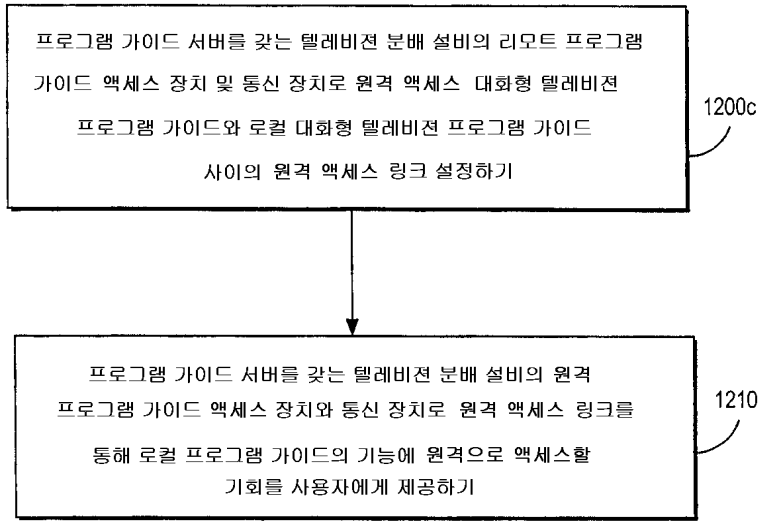 프로그램 가이드 서버를 갖는 텔레비젼 분배 설비의 리모트 프로그램
가이드 액세스 장치 및 통신 장치로 원격 액세스 대화형 텔레비젼
프로그램 가이드와 로컬 대화형 텔레비젼 프로그램 가이드
사이의 원격 액세스 링크 설정하기
1200c
프로그램 가이드 서버를 갖는 텔레비젼 분배 설비의 원격
프로그램 가이드 액세스 장치와 통신 장치로 원격 액세스 링크를
통해 로컬 프로그램 가이드의 기능에 원격으로 액세스할
기회를 사용자에게 제공하기
1210